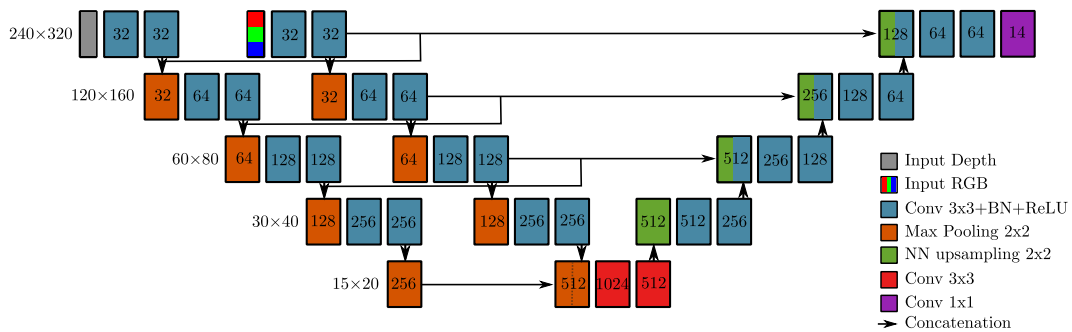 240×320 32 32 32 32 128 64 64 14
120×160 32 64 64 32 64 64 256 128 64
60×80 64 128 128 64 128 128 512 256 128
30×40 128 256 256 128 256 256 512 512 256
15×20 256 512 1024 512
Input Depth
Input RGB
Conv 3x3+BN+ReLU
Max Pooling 2x2
NN upsampling 2x2
Conv 3x3
Conv 1x1
Concatenation